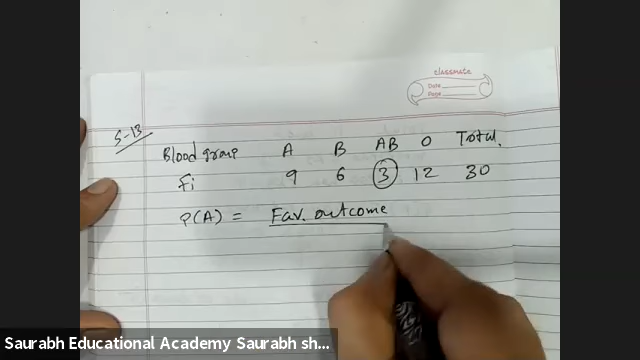 classmate
Date
Page
S-13
Blood group A B AB O Total.
Fi 9 6 3 12 30
P(A) = Fav. outcome
Saurabh Educational Academy Saurabh sh...